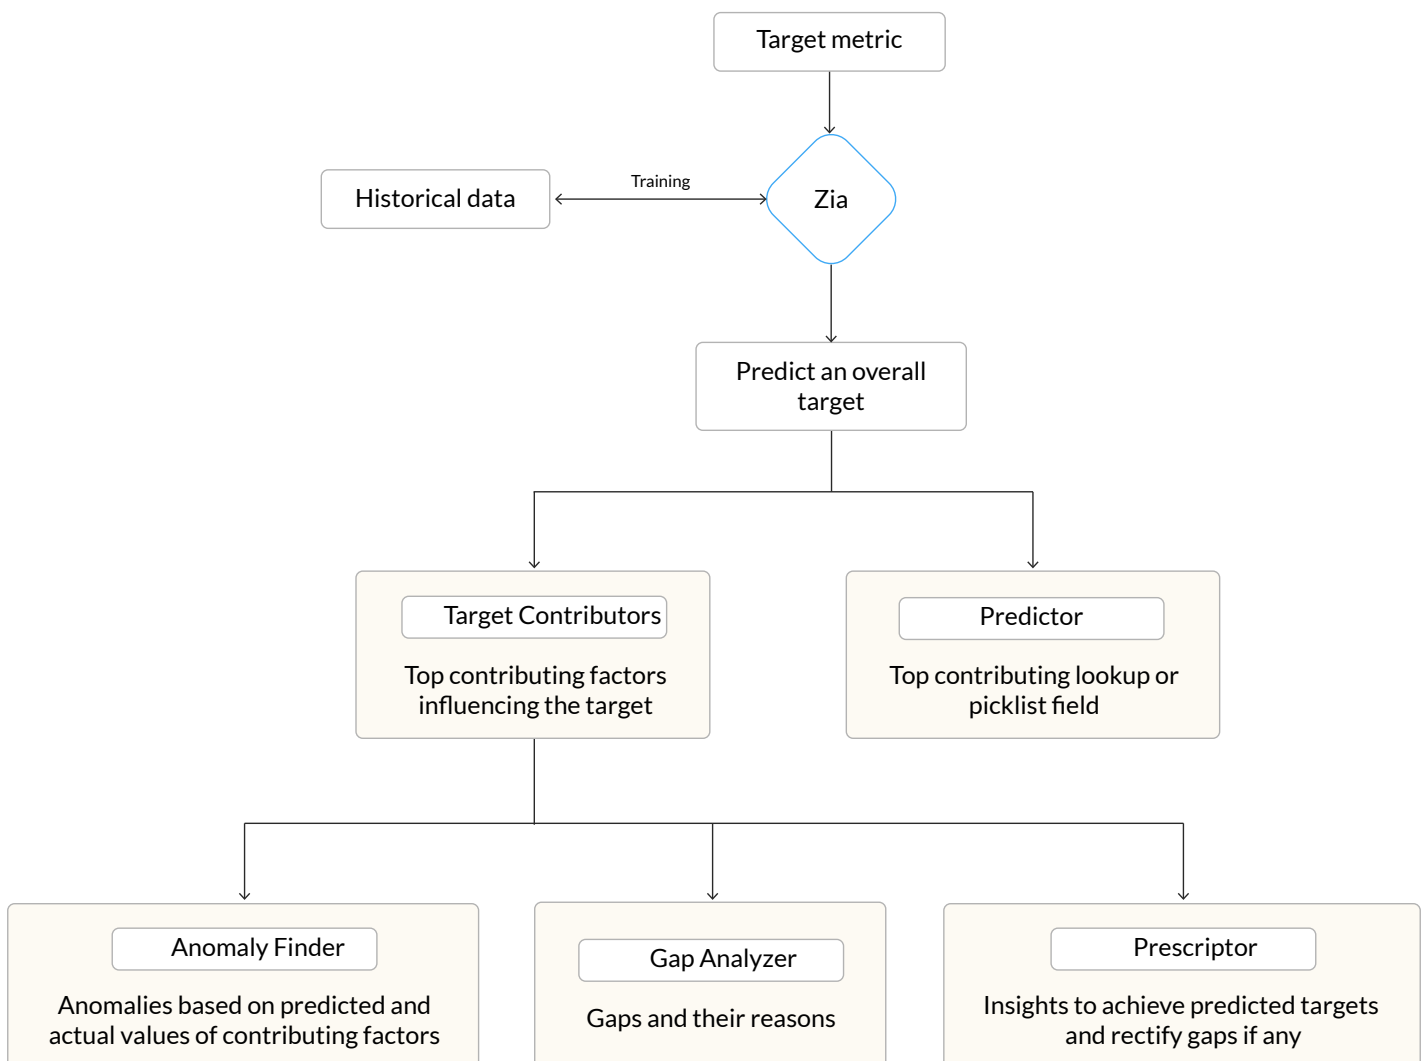 Target metric
Training
Historical data
Zia
Predict an overall
target
Target Contributors
Top contributing factors
influencing the target
Predictor
Top contributing lookup or
picklist field
Anomaly Finder
Anomalies based on predicted and
actual values of contributing factors
Gap Analyzer
Gaps and their reasons
Prescriptor
Insights to achieve predicted targets
and rectify gaps if any